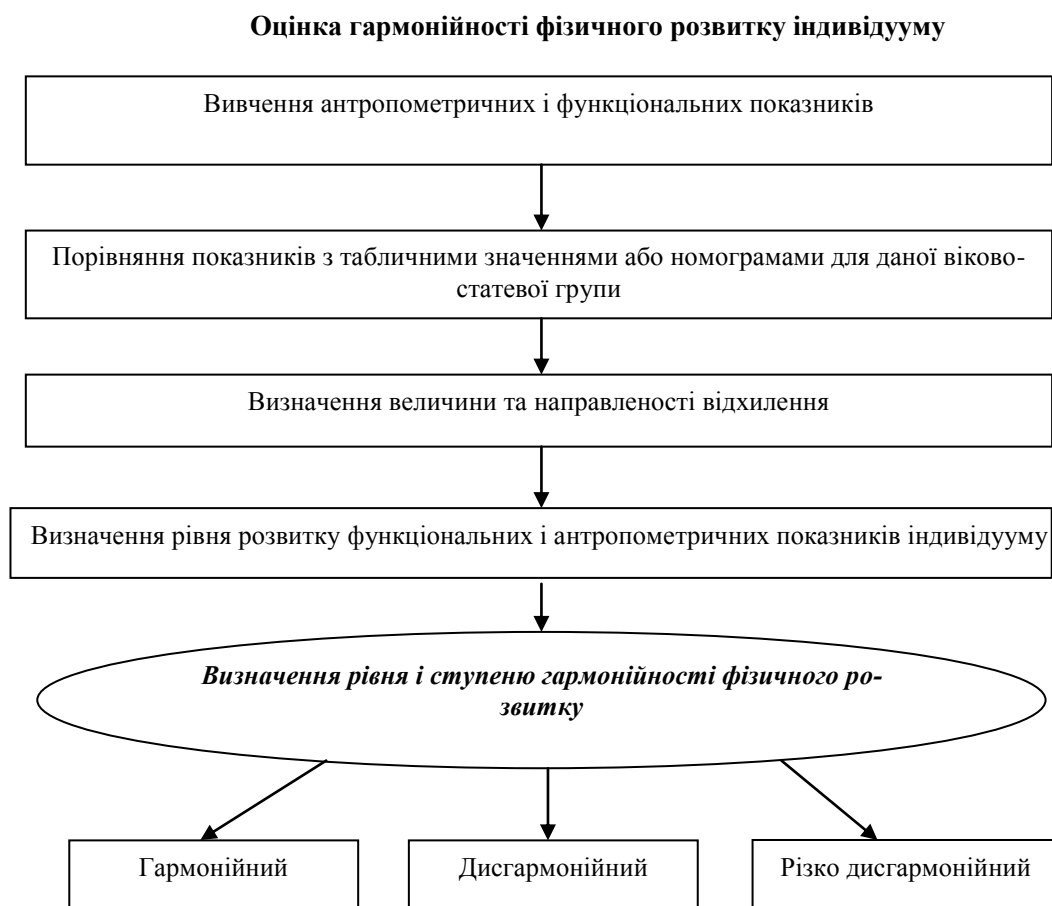 Оцінка гармонійності фізичного розвитку індивідууму
Вивчення антропометричних і функціональних показників
Порівняння показників з табличними значеннями або номограмами для даної віково-
статевої групи
Визначення величини та направленості відхилення
Визначення рівня розвитку функціональних і антропометричних показників індивідууму
Визначення рівня і ступеню гармонійності фізичного ро-
звитку
Гармонійний
Дисгармонійний
Різко дисгармонійний